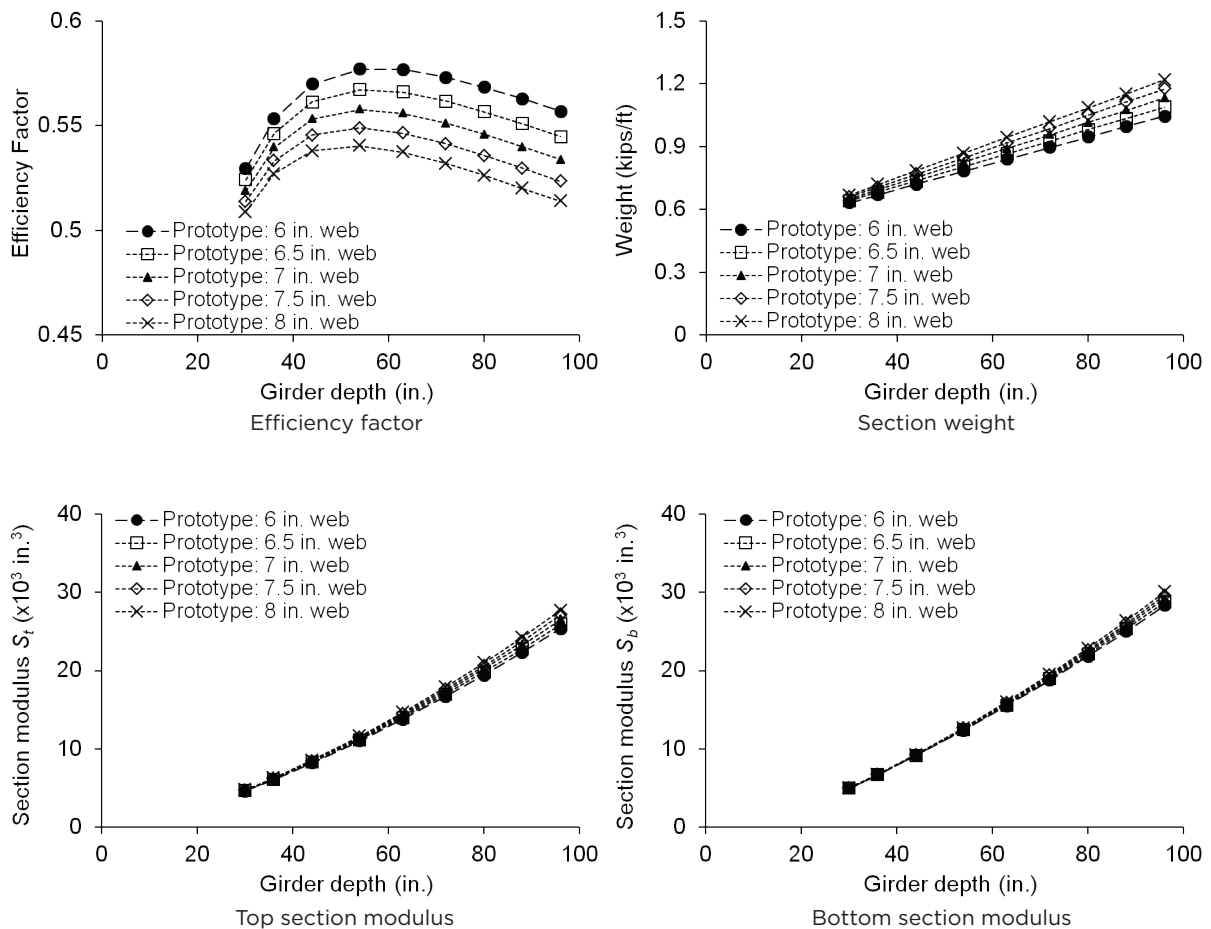 0.6
0.55
0.5
0.45
Efficiency Factor
Prototype: 6 in. web
Prototype: 6.5 in. web
Prototype: 7 in. web
Prototype: 7.5 in. web
Prototype: 8 in. web
0 20 40 60 80 100
Girder depth (in.)
Efficiency factor
1.5
1.2
0.9
0.6
0.3
0
Weight (kips/ft)
Prototype: 6 in. web
Prototype: 6.5 in. web
Prototype: 7 in. web
Prototype: 7.5 in. web
Prototype: 8 in. web
0 20 40 60 80 100
Girder depth (in.)
Section weight
40
30
20
10
0
Section modulus St (x10³ in.³)
Prototype: 6 in. web
Prototype: 6.5 in. web
Prototype: 7 in. web
Prototype: 7.5 in. web
Prototype: 8 in. web
0 20 40 60 80 100
Girder depth (in.)
Top section modulus
40
30
20
10
0
Section modulus Sb (x10³ in.³)
Prototype: 6 in. web
Prototype: 6.5 in. web
Prototype: 7 in. web
Prototype: 7.5 in. web
Prototype: 8 in. web
0 20 40 60 80 100
Girder depth (in.)
Bottom section modulus